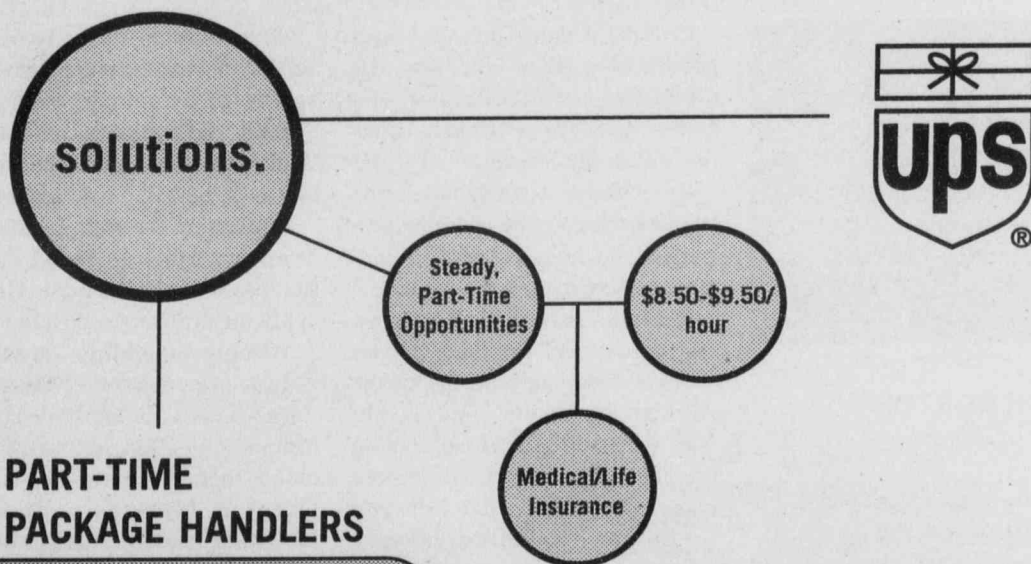 solutions.
ups
®
Steady,
Part-Time
Opportunities
$8.50-$9.50/
hour
Medical/Life
Insurance
PART-TIME
PACKAGE HANDLERS